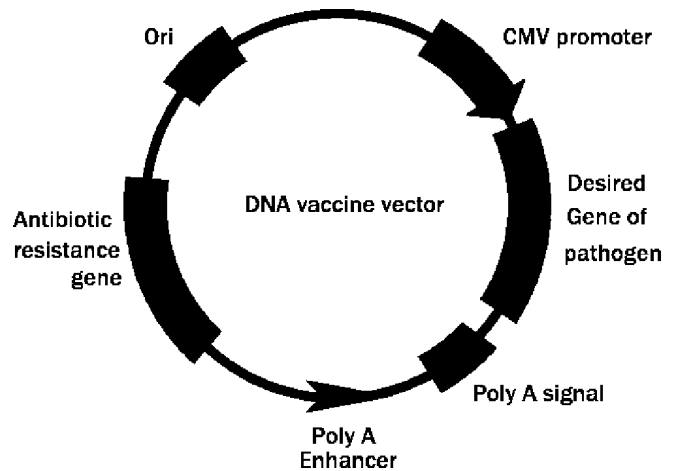 Ori
CMV promoter
DNA vaccine vector
Desired
Gene of
pathogen
Antibiotic
resistance
gene
Poly A signal
Poly A
Enhancer